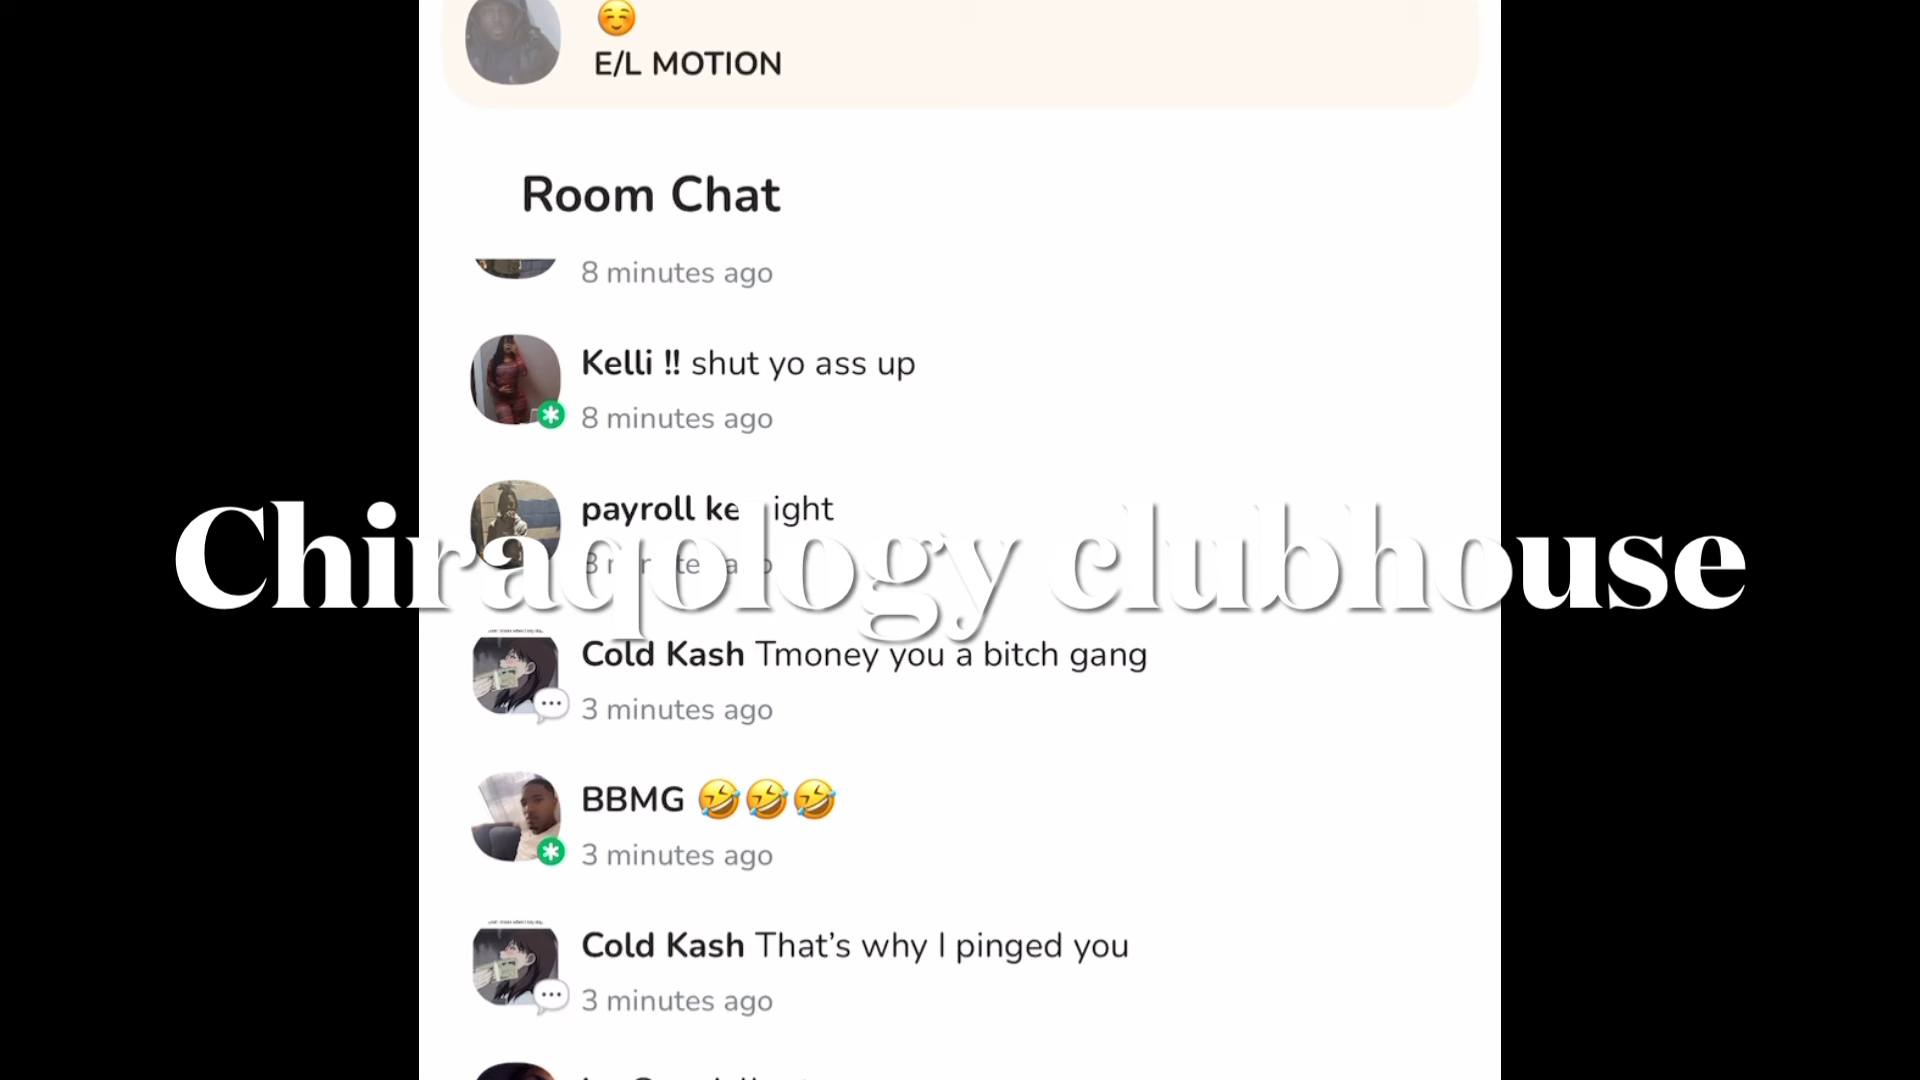 ☺️
E/L MOTION
Room Chat
8 minutes ago
Kelli !! shut yo ass up
8 minutes ago
payroll ke ight
Chiraqology clubhouse
Cold Kash Tmoney you a bitch gang
3 minutes ago
BBMG 🤣🤣🤣
3 minutes ago
Cold Kash That’s why I pinged you
3 minutes ago